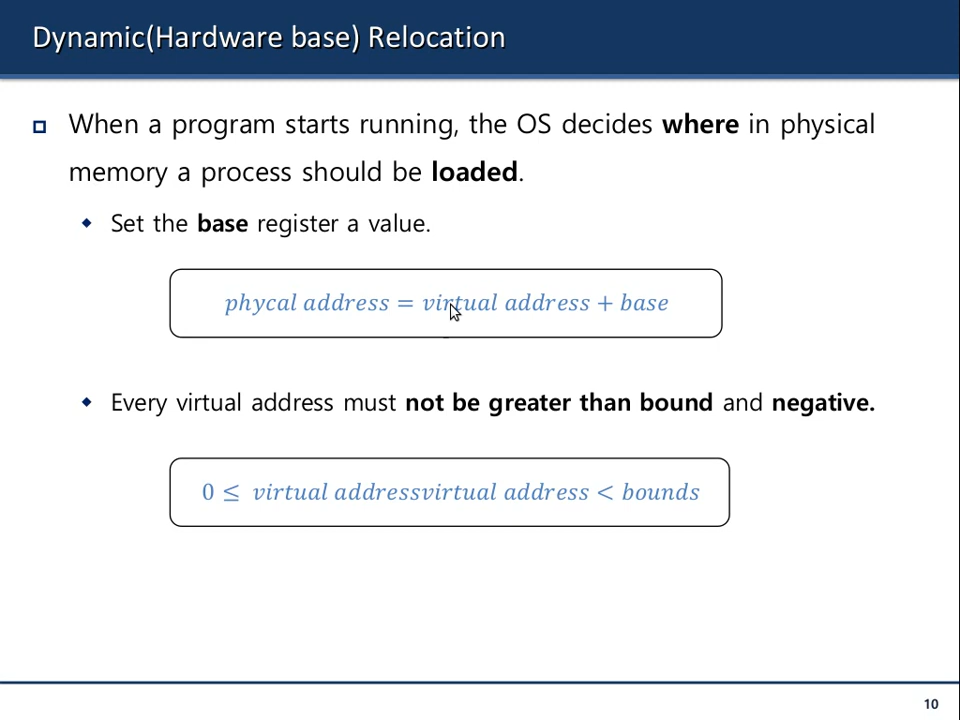 Dynamic(Hardware base) Relocation
When a program starts running, the OS decides where in physical
memory a process should be loaded.
Set the base register a value.
phycal address = virtual address + base
Every virtual address must not be greater than bound and negative.
0 ≤ virtual addressvirtual address < bounds
10